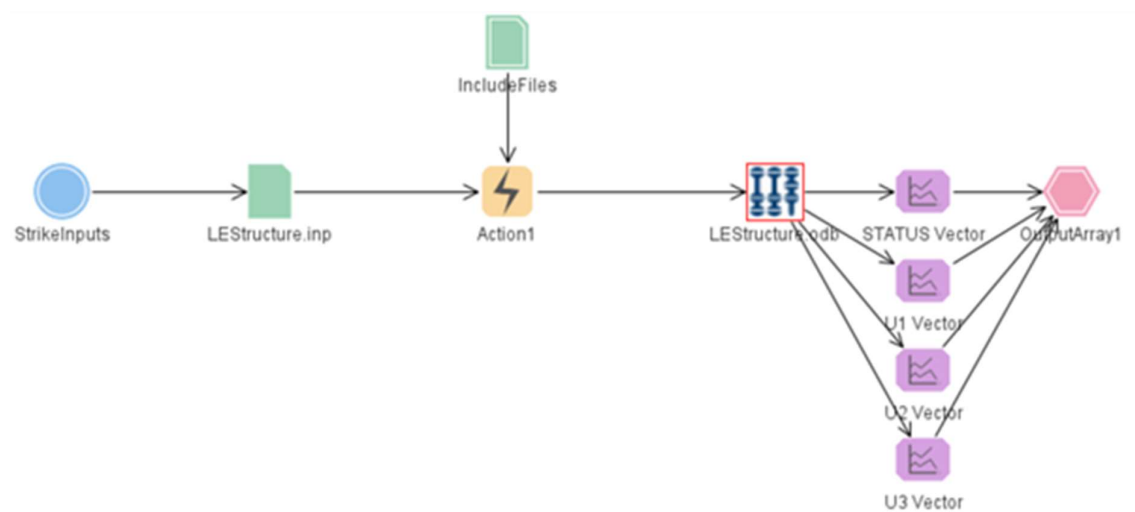 IncludeFiles
StrikeInputs
LEStructure.inp
Action1
LEStructure.odb
STATUS Vector
OutputArray1
U1 Vector
U2 Vector
U3 Vector